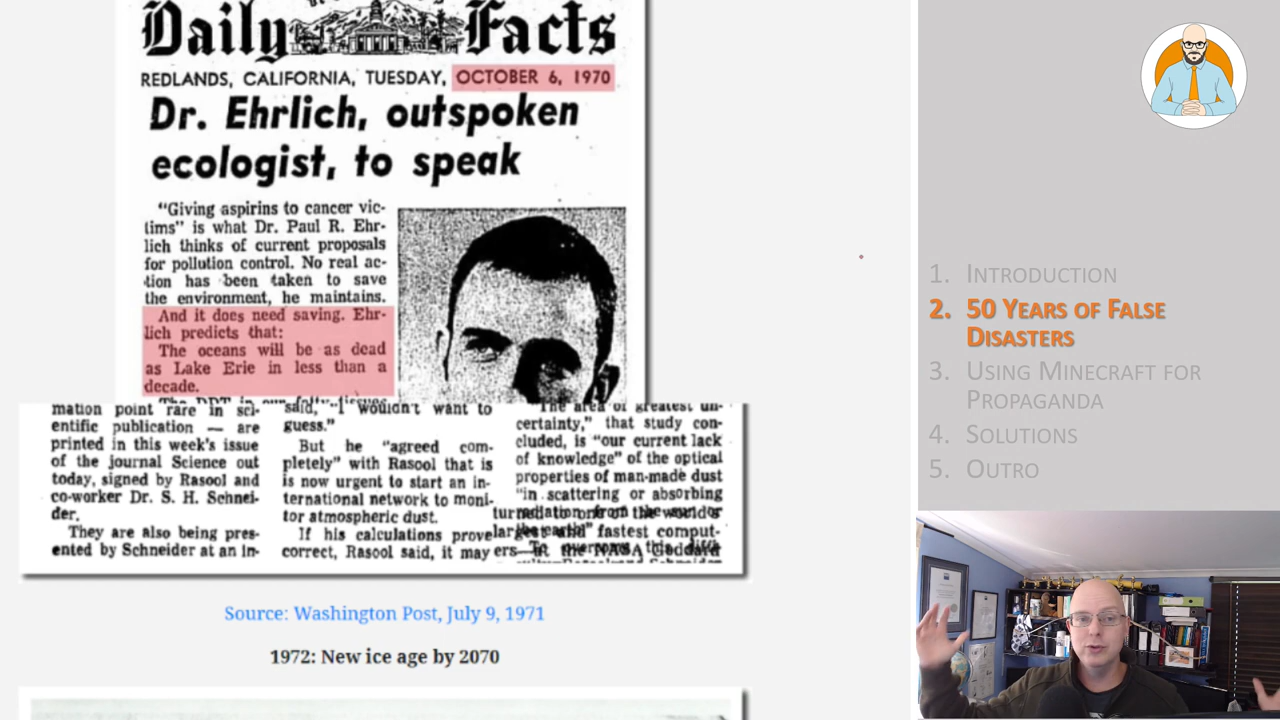 Daily Facts
REDLANDS, CALIFORNIA, TUESDAY, OCTOBER 6, 1970
Dr. Ehrlich, outspoken
ecologist, to speak
"Giving aspirins to cancer vic-
tims" is what Dr. Paul R. Ehr-
lich thinks of current proposals
for pollution control. No real ac-
tion has been taken to save
the environment, he maintains.
And it does need saving. Ehr-
lich predicts that:
The oceans will be as dead
as Lake Erie in less than a
decade.
mation point rare in sci-
entific publication — are
printed in this week's issue
of the journal Science out
today, signed by Rasool and
co-worker Dr. S. H. Schnei-
der.
They are also being pres-
ented by Schneider at an in-
said, "I wouldn't want to
guess."
But he "agreed com-
pletely" with Rasool that is
is now urgent to start an in-
ternational network to moni-
tor atmospheric dust.
If his calculations prove
correct, Rasool said, it may
The area of greatest un-
certainty," that study con-
cluded, is "our current lack
of knowledge" of the optical
properties of man-made dust
"in scattering or absorbing
fastest comput-
Source: Washington Post, July 9, 1971
1972: New ice age by 2070
1. Introduction
2. 50 Years of False
Disasters
3. Using Minecraft for
Propaganda
4. Solutions
5. Outro